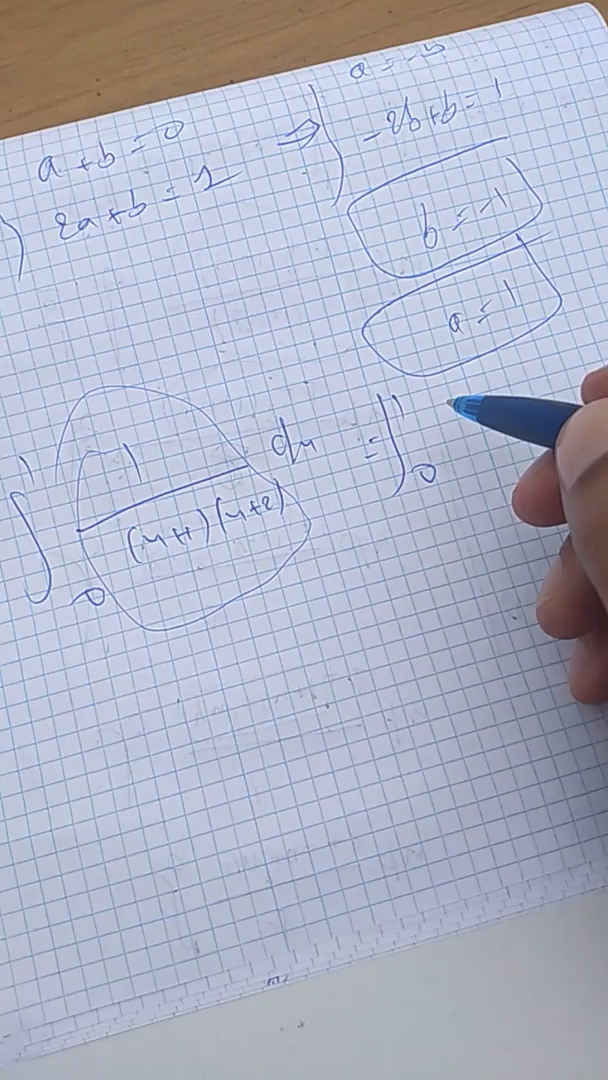 a + b = 0
2a + b = 1
⇒
a = -b
-2b + b = 1
b = -1
a = 1
∫₀¹ 1/((x+1)(x+2)) dx = ∫₀¹